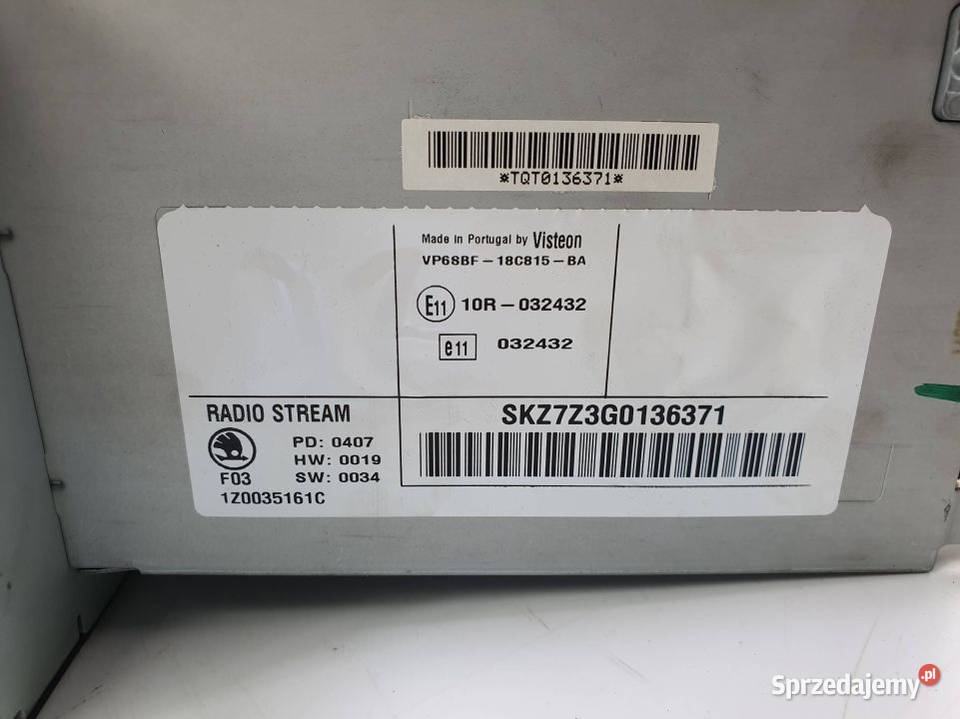 *TQT0136371*
Made in Portugal by Visteon
VP6SBF-18C815-BA
E11 10R-032432
e11 032432
RADIO STREAM
PD: 0407
HW: 0019
F03 SW: 0034
1Z0035161C
SKZ7Z3G0136371
Sprzedajemy.pl